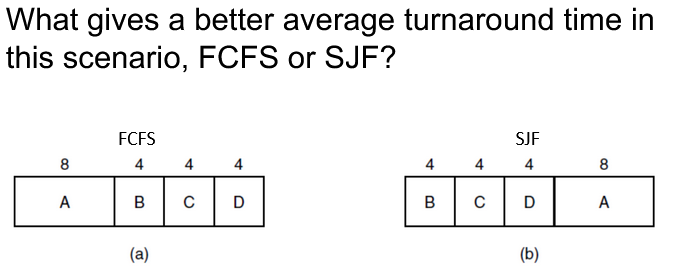 What gives a better average turnaround time in
this scenario, FCFS or SJF?
FCFS
8 4 4 4
A B C D
(a)
SJF
4 4 4 8
B C D A
(b)